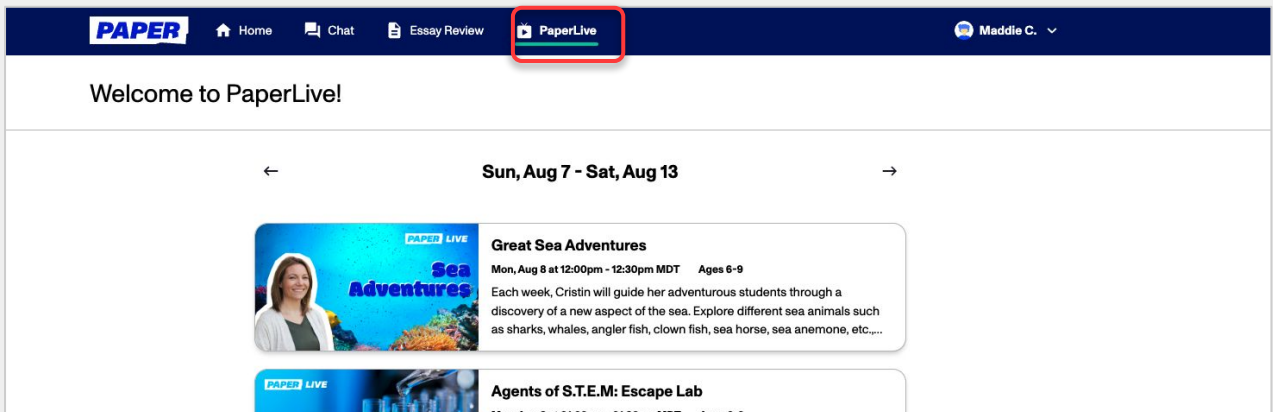 PAPER Home Chat Essay Review PaperLive Maddie C.
Welcome to PaperLive!
Sun, Aug 7 - Sat, Aug 13
PAPER LIVE
Sea
Adventures
Great Sea Adventures
Mon, Aug 8 at 12:00pm - 12:30pm MDT Ages 6-9
Each week, Cristin will guide her adventurous students through a
discovery of a new aspect of the sea. Explore different sea animals such
as sharks, whales, angler fish, clown fish, sea horse, sea anemone, etc.,...
PAPER LIVE
Agents of S.T.E.M: Escape Lab